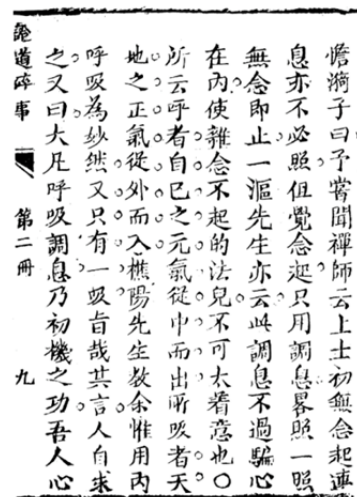 憺漪子曰予嘗聞禪師云上士初無念起連
息亦不必照但覺念起只用調息畧照一照
無念即止一漚先生亦云此調息不過騙心
在內使雜念不起的法兒不可太着意也〇
所云呼者自己之元氣從中而出所吸者天
地之正氣從外而入樵陽先生教余惟用內
呼吸為妙然又只有一吸旨哉其言人自求
之又曰大凡呼吸調息乃初機之功吾人心
道碎事
第二冊
九